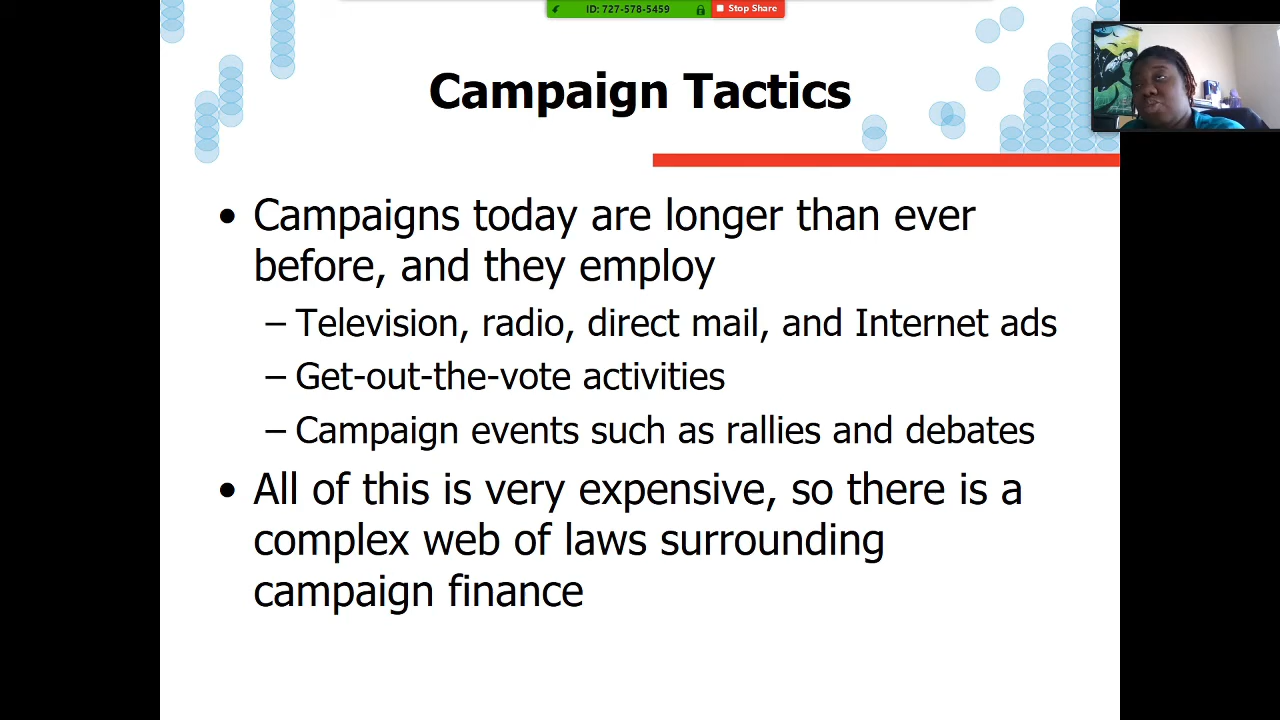 ID: 727-578-5459 Stop Share
Campaign Tactics
• Campaigns today are longer than ever
before, and they employ
– Television, radio, direct mail, and Internet ads
– Get-out-the-vote activities
– Campaign events such as rallies and debates
• All of this is very expensive, so there is a
complex web of laws surrounding
campaign finance